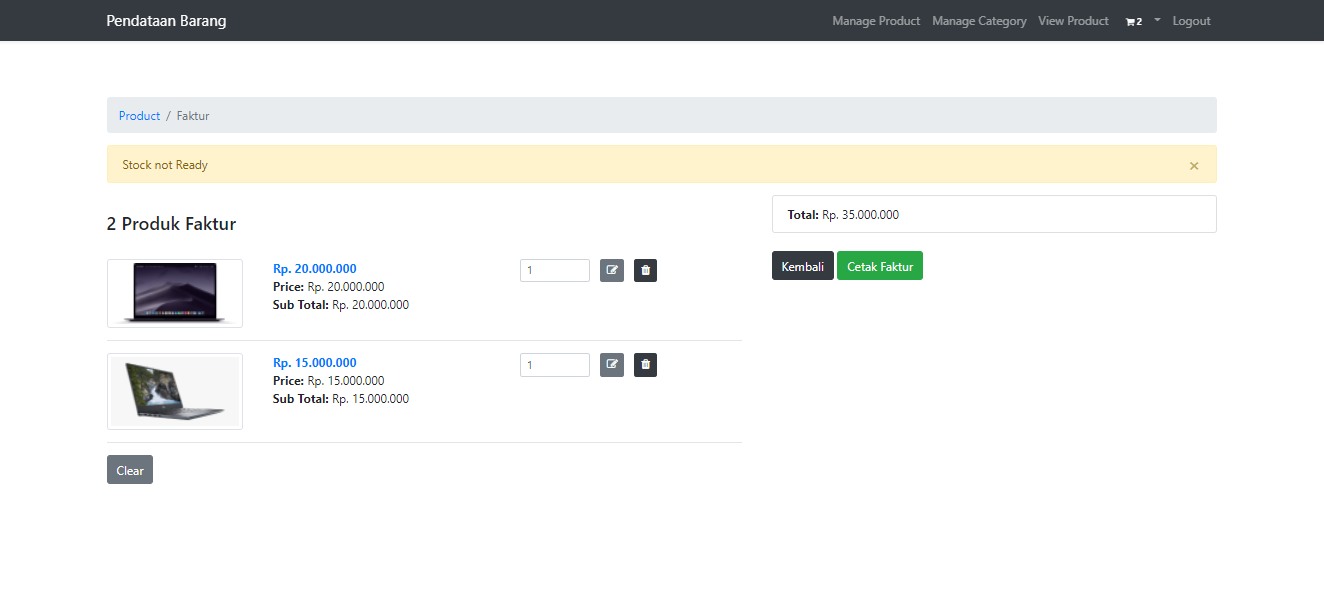 Pendataan Barang
Manage Product Manage Category View Product 2 Logout
Product / Faktur
Stock not Ready ×
2 Produk Faktur
Rp. 20.000.000
Price: Rp. 20.000.000
Sub Total: Rp. 20.000.000
1
Rp. 15.000.000
Price: Rp. 15.000.000
Sub Total: Rp. 15.000.000
1
Clear
Total: Rp. 35.000.000
Kembali Cetak Faktur